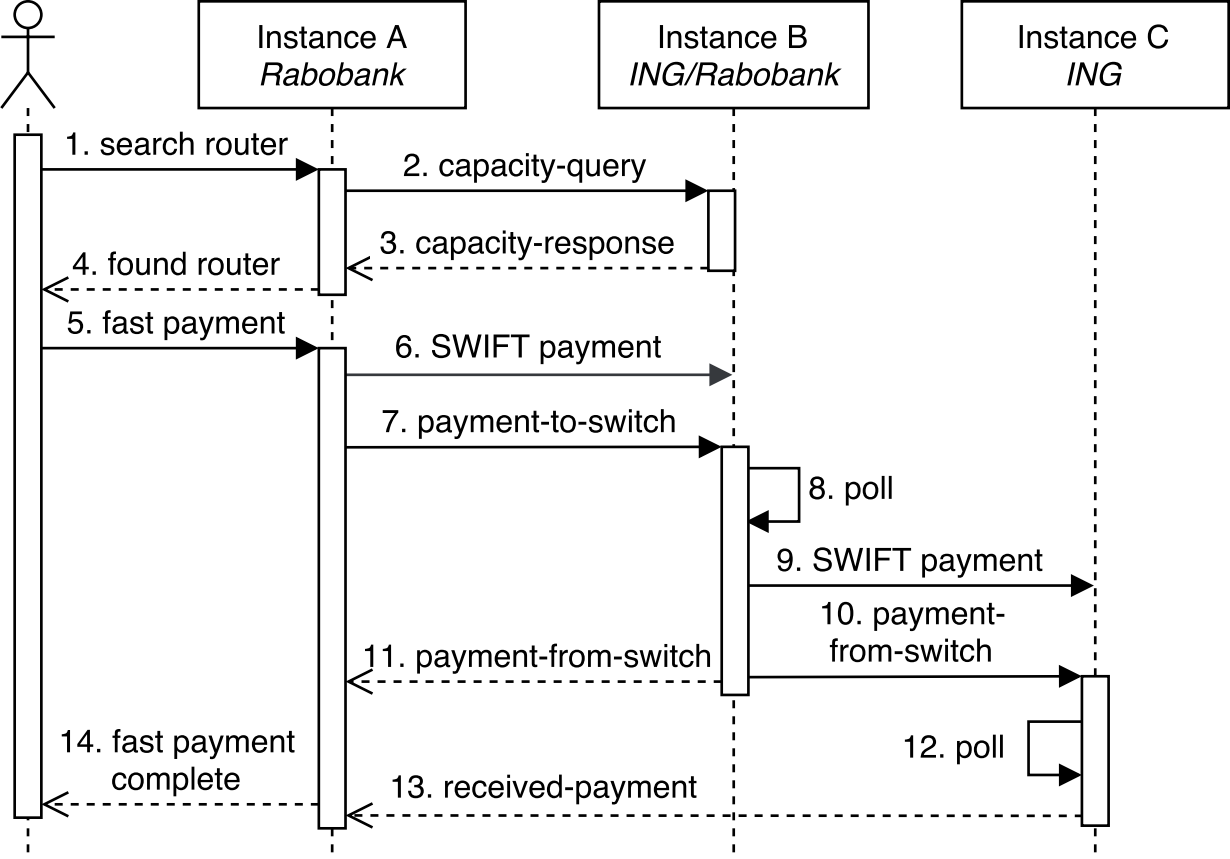 Instance A
Rabobank
Instance B
ING/Rabobank
Instance C
ING
1. search router
2. capacity-query
3. capacity-response
4. found router
5. fast payment
6. SWIFT payment
7. payment-to-switch
8. poll
9. SWIFT payment
10. payment-
from-switch
11. payment-from-switch
12. poll
13. received-payment
14. fast payment
complete